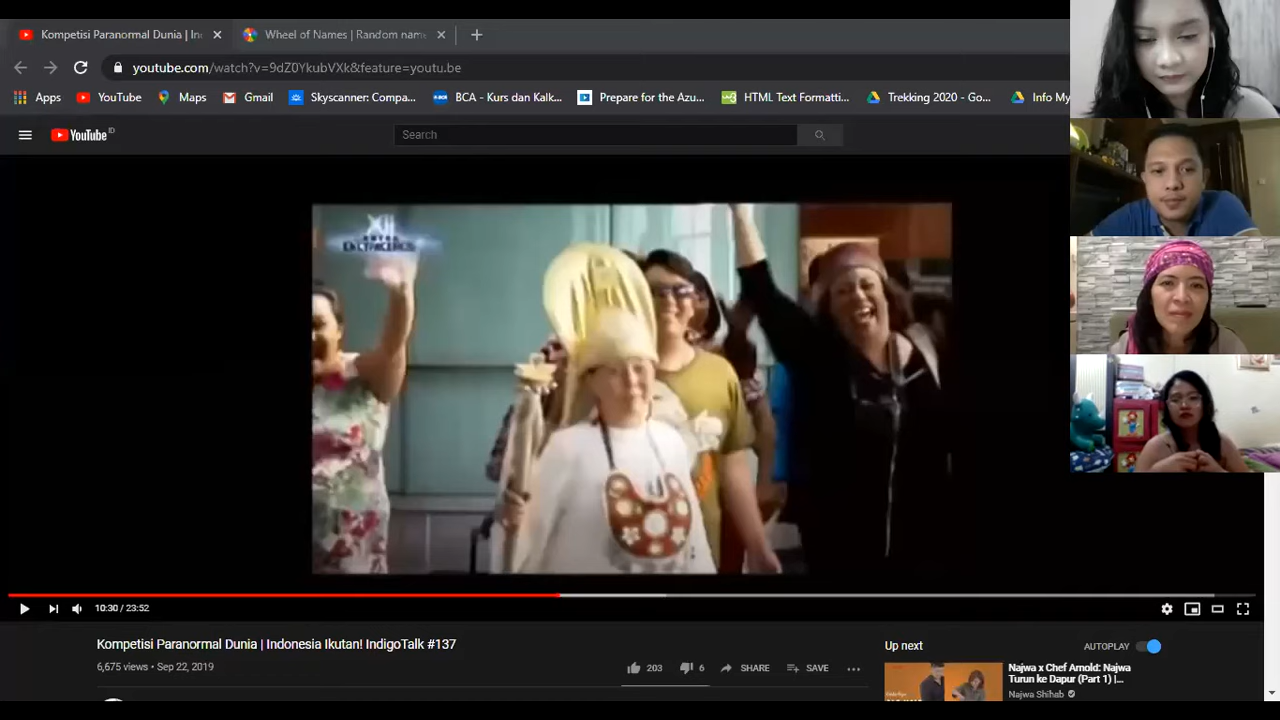 Kompetisi Paranormal Dunia | In
Wheel of Names | Random name
youtube.com/watch?v=9dZ0YkubVXk&feature=youtu.be
Apps
YouTube
Maps
Gmail
Skyscanner: Compa...
BCA - Kurs dan Kalk...
Prepare for the Azu...
HTML Text Formatti...
Trekking 2020 - Go...
Info My
YouTube ID
Search
XII
10:30 / 23:52
Kompetisi Paranormal Dunia | Indonesia Ikutan! IndigoTalk #137
6,675 views • Sep 22, 2019
203
6
SHARE
SAVE
Up next
AUTOPLAY
Najwa x Chef Arnold: Najwa
Turun ke Dapur (Part 1) |...
Najwa Shihab